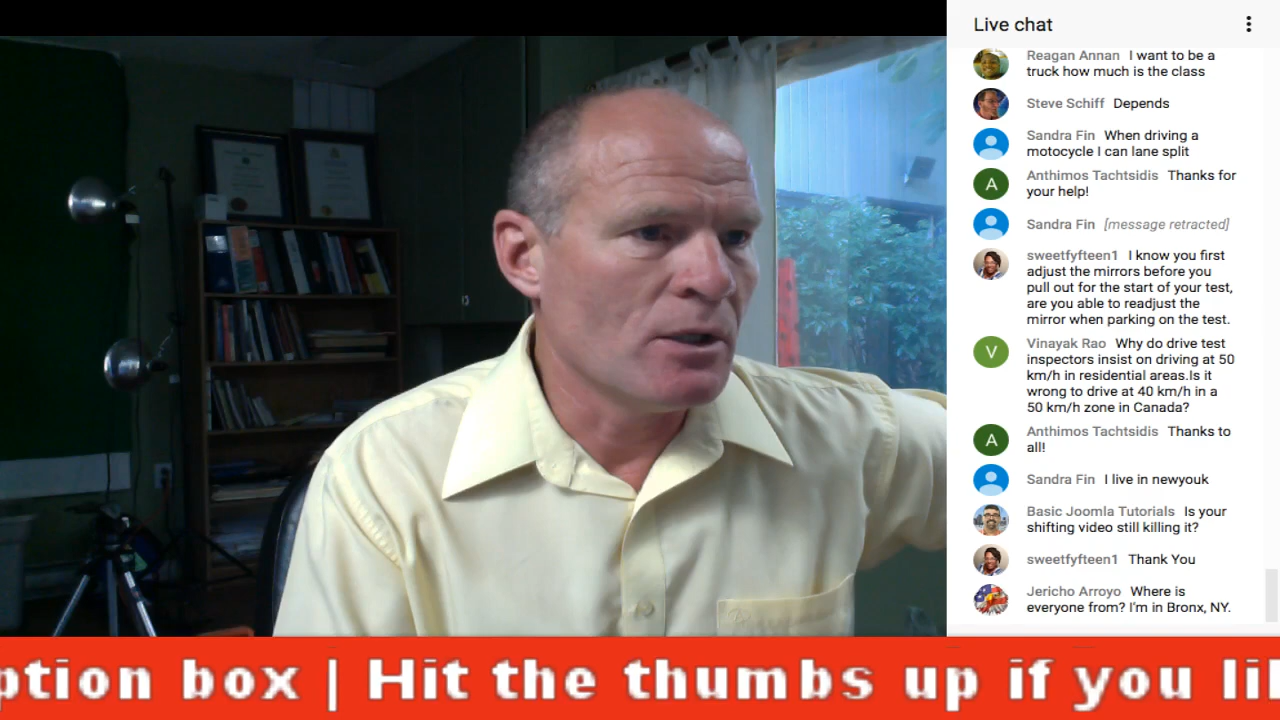 Live chat
Reagan Annan I want to be a
truck how much is the class
Steve Schiff Depends
Sandra Fin When driving a
motocycle I can lane split
A Anthimos Tachtsidis Thanks for
your help!
Sandra Fin [message retracted]
sweetfyfteen1 I know you first
adjust the mirrors before you
pull out for the start of your test,
are you able to readjust the
mirror when parking on the test.
V Vinayak Rao Why do drive test
inspectors insist on driving at 50
km/h in residential areas.Is it
wrong to drive at 40 km/h in a
50 km/h zone in Canada?
A Anthimos Tachtsidis Thanks to
all!
Sandra Fin I live in newyouk
Basic Joomla Tutorials Is your
shifting video still killing it?
sweetfyfteen1 Thank You
Jericho Arroyo Where is
everyone from? I'm in Bronx, NY.
ption box | Hit the thumbs up if you lik